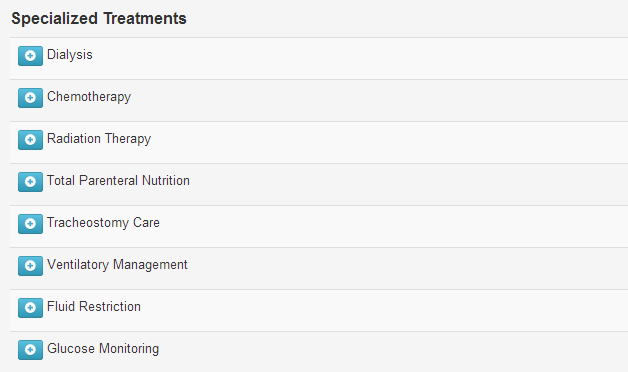 Specialized Treatments
Dialysis
Chemotherapy
Radiation Therapy
Total Parenteral Nutrition
Tracheostomy Care
Ventilatory Management
Fluid Restriction
Glucose Monitoring